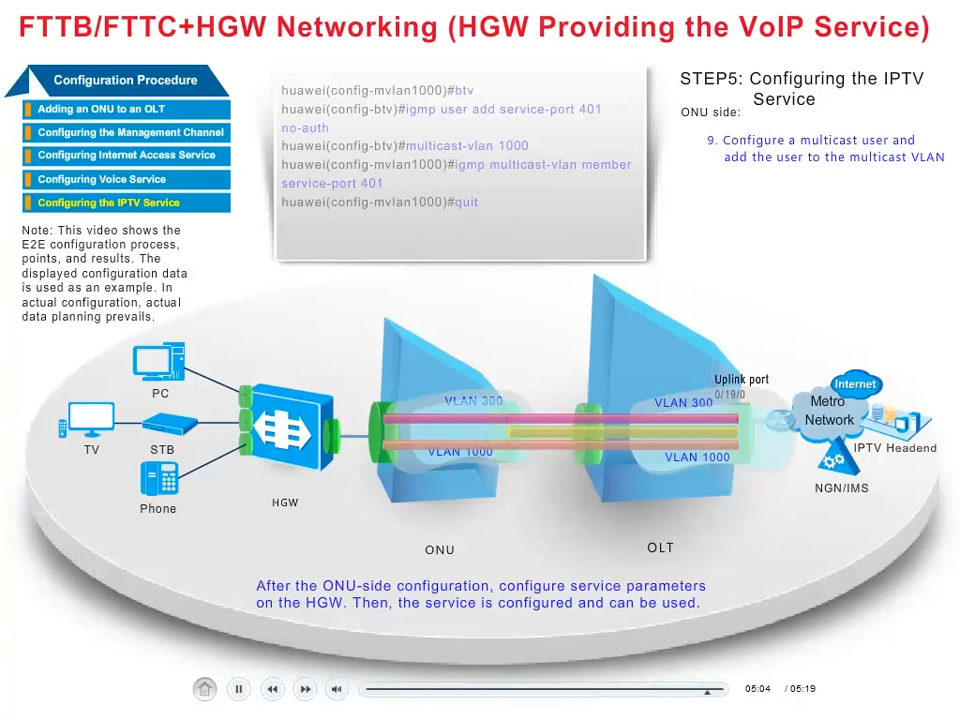 FTTB/FTTC+HGW Networking (HGW Providing the VoIP Service)
Configuration Procedure
Adding an ONU to an OLT
Configuring the Management Channel
Configuring Internet Access Service
Configuring Voice Service
Configuring the IPTV Service
Note: This video shows the
E2E configuration process,
points, and results. The
displayed configuration data
is used as an example. In
actual configuration, actual
data planning prevails.
huawei(config-mvlan1000)#btv
huawei(config-btv)#igmp user add service-port 401
no-auth
huawei(config-btv)#multicast-vlan 1000
huawei(config-mvlan1000)#igmp multicast-vlan member
service-port 401
huawei(config-mvlan1000)#quit
STEP5: Configuring the IPTV
Service
ONU side:
9. Configure a multicast user and
add the user to the multicast VLAN
PC
TV
STB
Phone
HGW
VLAN 300
VLAN 1000
ONU
VLAN 300
VLAN 1000
OLT
Uplink port
0/19/0
Internet
Metro
Network
IPTV Headend
NGN/IMS
After the ONU-side configuration, configure service parameters
on the HGW. Then, the service is configured and can be used.
05:04 / 05:19